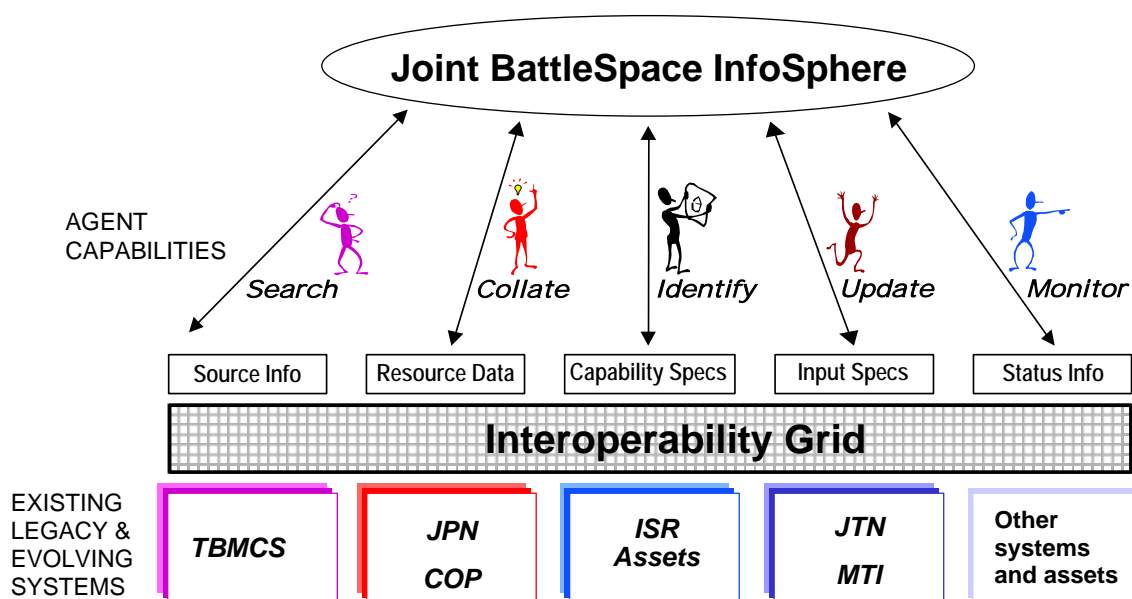 Joint BattleSpace InfoSphere
?
AGENT
CAPABILITIES
Search
Collate
Identify
Update
Monitor
Source Info
Resource Data
Capability Specs
Input Specs
Status Info
Interoperability Grid
EXISTING
LEGACY &
EVOLVING
SYSTEMS
TBMCS
JPN
COP
ISR
Assets
JTN
MTI
Other
systems
and assets